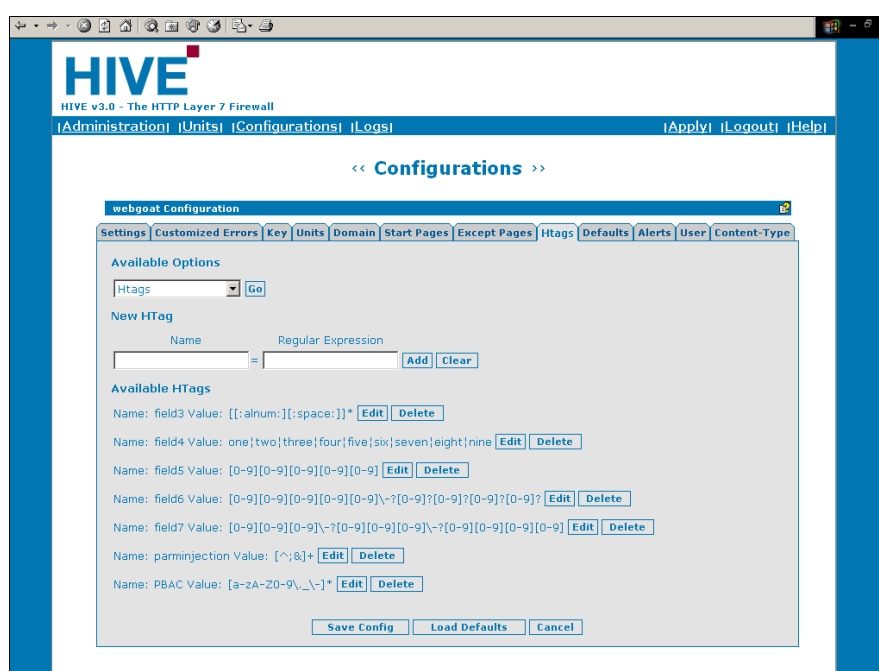 HIVE
HIVE v3.0 - The HTTP Layer 7 Firewall
|Administration| |Units| |Configurations| |Logs| |Apply| |Logout| |Help|
‹‹ Configurations ››
webgoat Configuration
Settings Customized Errors Key Units Domain Start Pages Except Pages Htags Defaults Alerts User Content-Type
Available Options
Htags Go
New HTag
Name Regular Expression
= Add Clear
Available HTags
Name: field3 Value: [[:alnum:][:space:]]* Edit Delete
Name: field4 Value: one¦two¦three¦four¦five¦six¦seven¦eight¦nine Edit Delete
Name: field5 Value: [0-9][0-9][0-9][0-9][0-9] Edit Delete
Name: field6 Value: [0-9][0-9][0-9][0-9][0-9]\-?[0-9]?[0-9]?[0-9]?[0-9]? Edit Delete
Name: field7 Value: [0-9][0-9][0-9]\-?[0-9][0-9][0-9]\-?[0-9][0-9][0-9][0-9] Edit Delete
Name: parminjection Value: [^;&]+ Edit Delete
Name: PBAC Value: [a-zA-Z0-9\._\-]* Edit Delete
Save Config Load Defaults Cancel